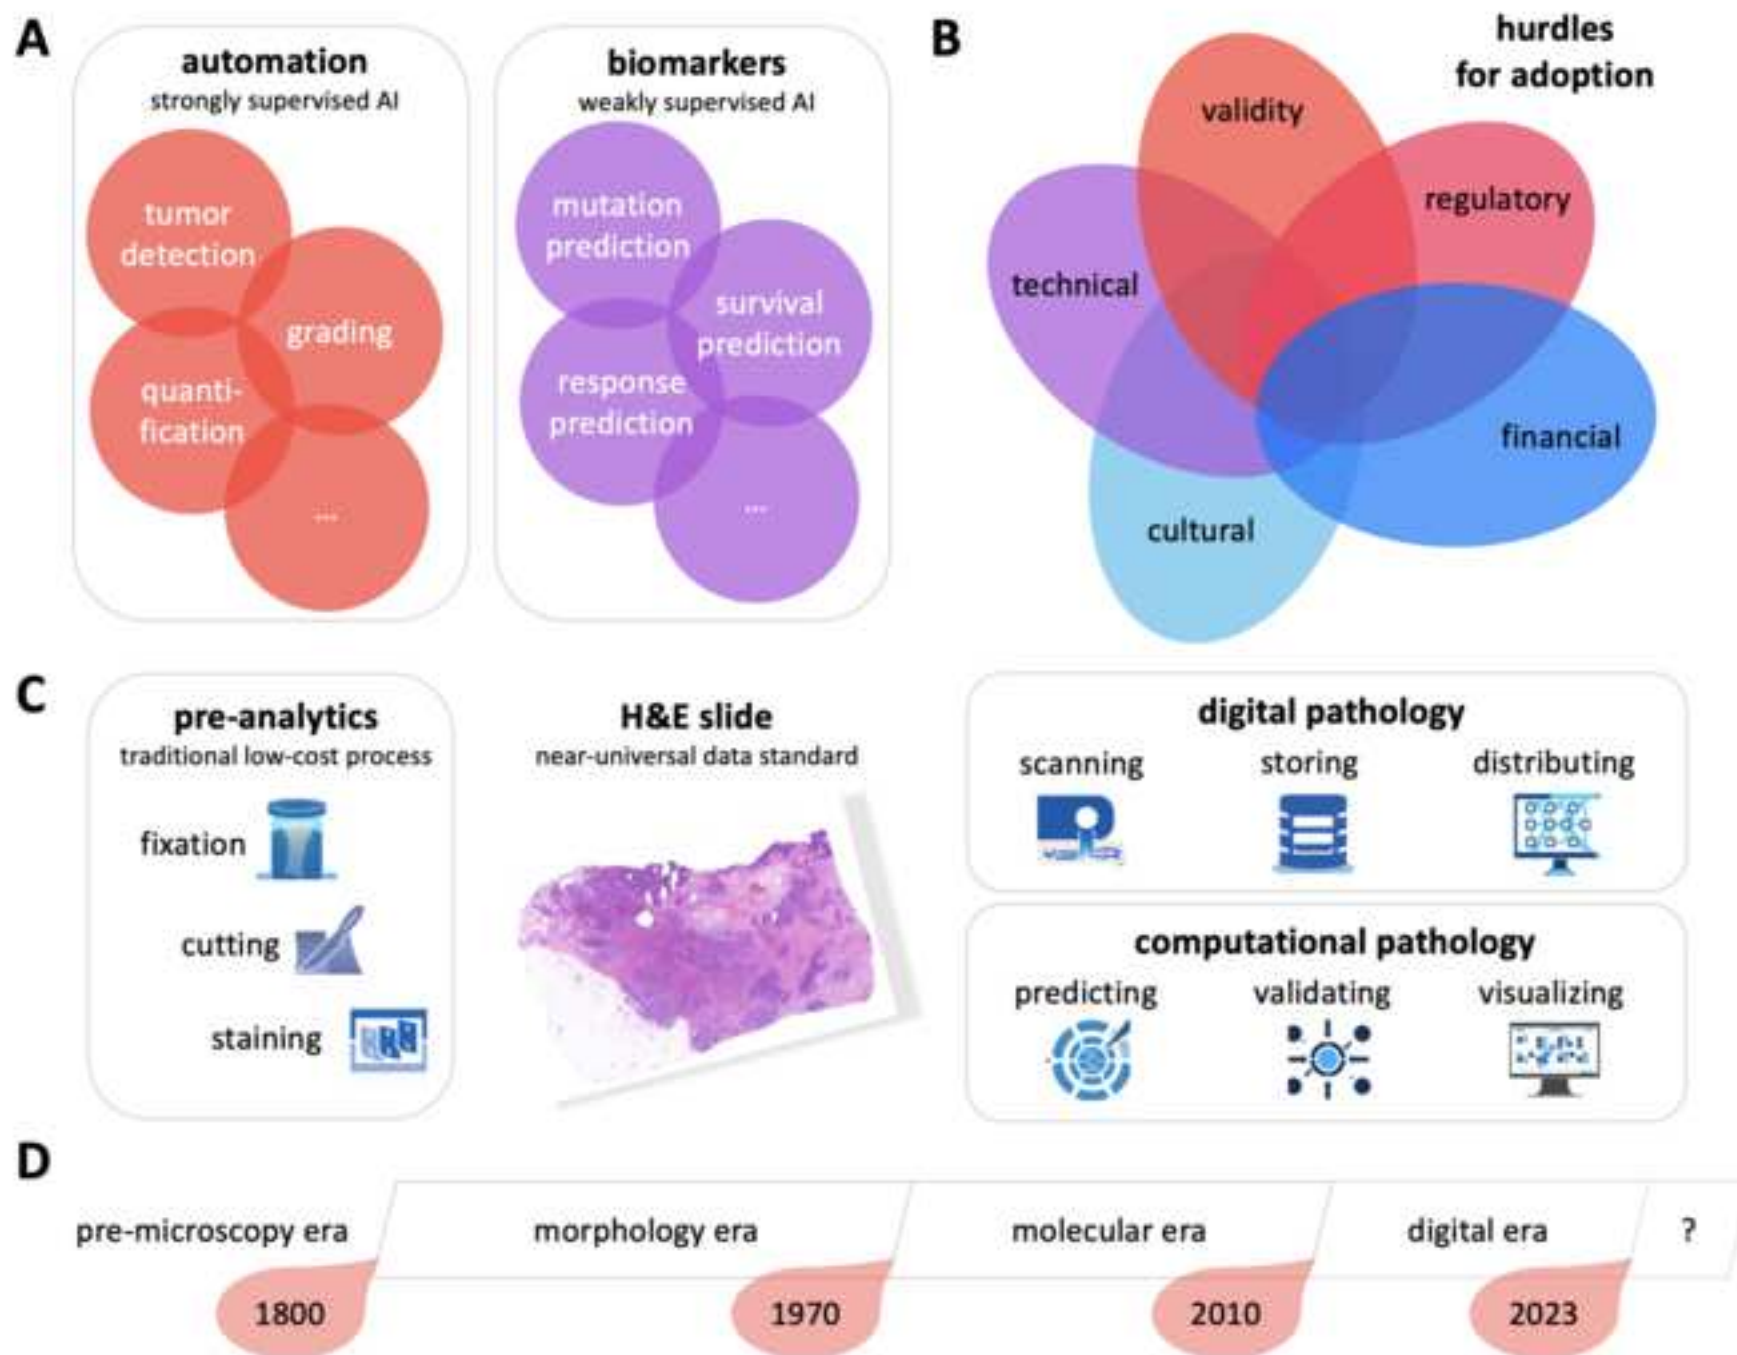 A
automation
strongly supervised AI
tumor
detection
grading
quanti-
fication
...
biomarkers
weakly supervised AI
mutation
prediction
survival
prediction
response
prediction
...
B
hurdles
for adoption
validity
regulatory
technical
financial
cultural
C
pre-analytics
traditional low-cost process
fixation
cutting
staining
H&E slide
near-universal data standard
digital pathology
scanning
storing
distributing
computational pathology
predicting
validating
visualizing
D
pre-microscopy era
morphology era
molecular era
digital era
?
1800
1970
2010
2023